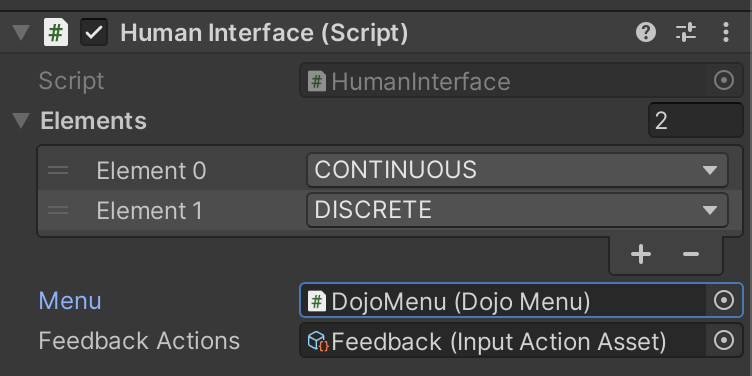 Human Interface (Script)
Script HumanInterface
Elements 2
Element 0 CONTINUOUS
Element 1 DISCRETE
Menu DojoMenu (Dojo Menu)
Feedback Actions Feedback (Input Action Asset)